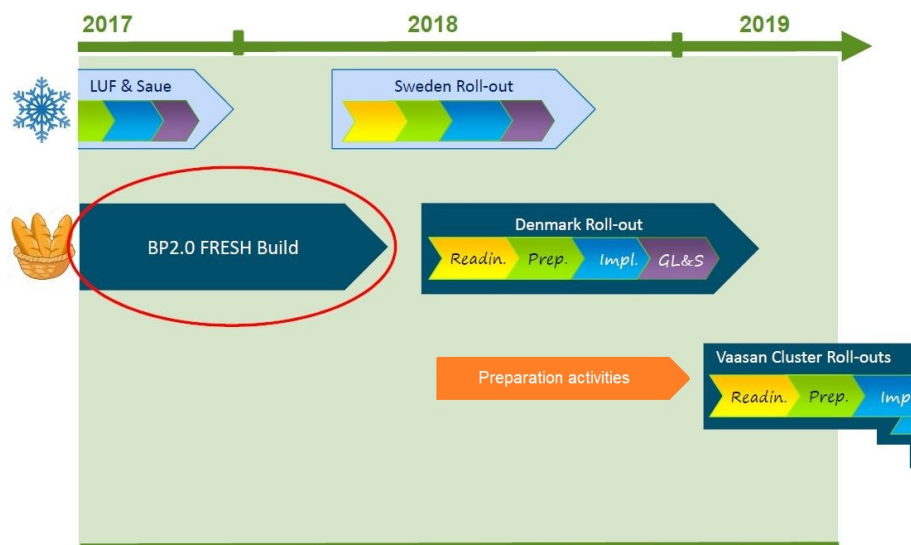 2017 2018 2019
LUF & Saue
Sweden Roll-out
BP2.0 FRESH Build
Denmark Roll-out
Readin. Prep. Impl. GL&S
Preparation activities
Vaasan Cluster Roll-outs
Readin. Prep. Imp